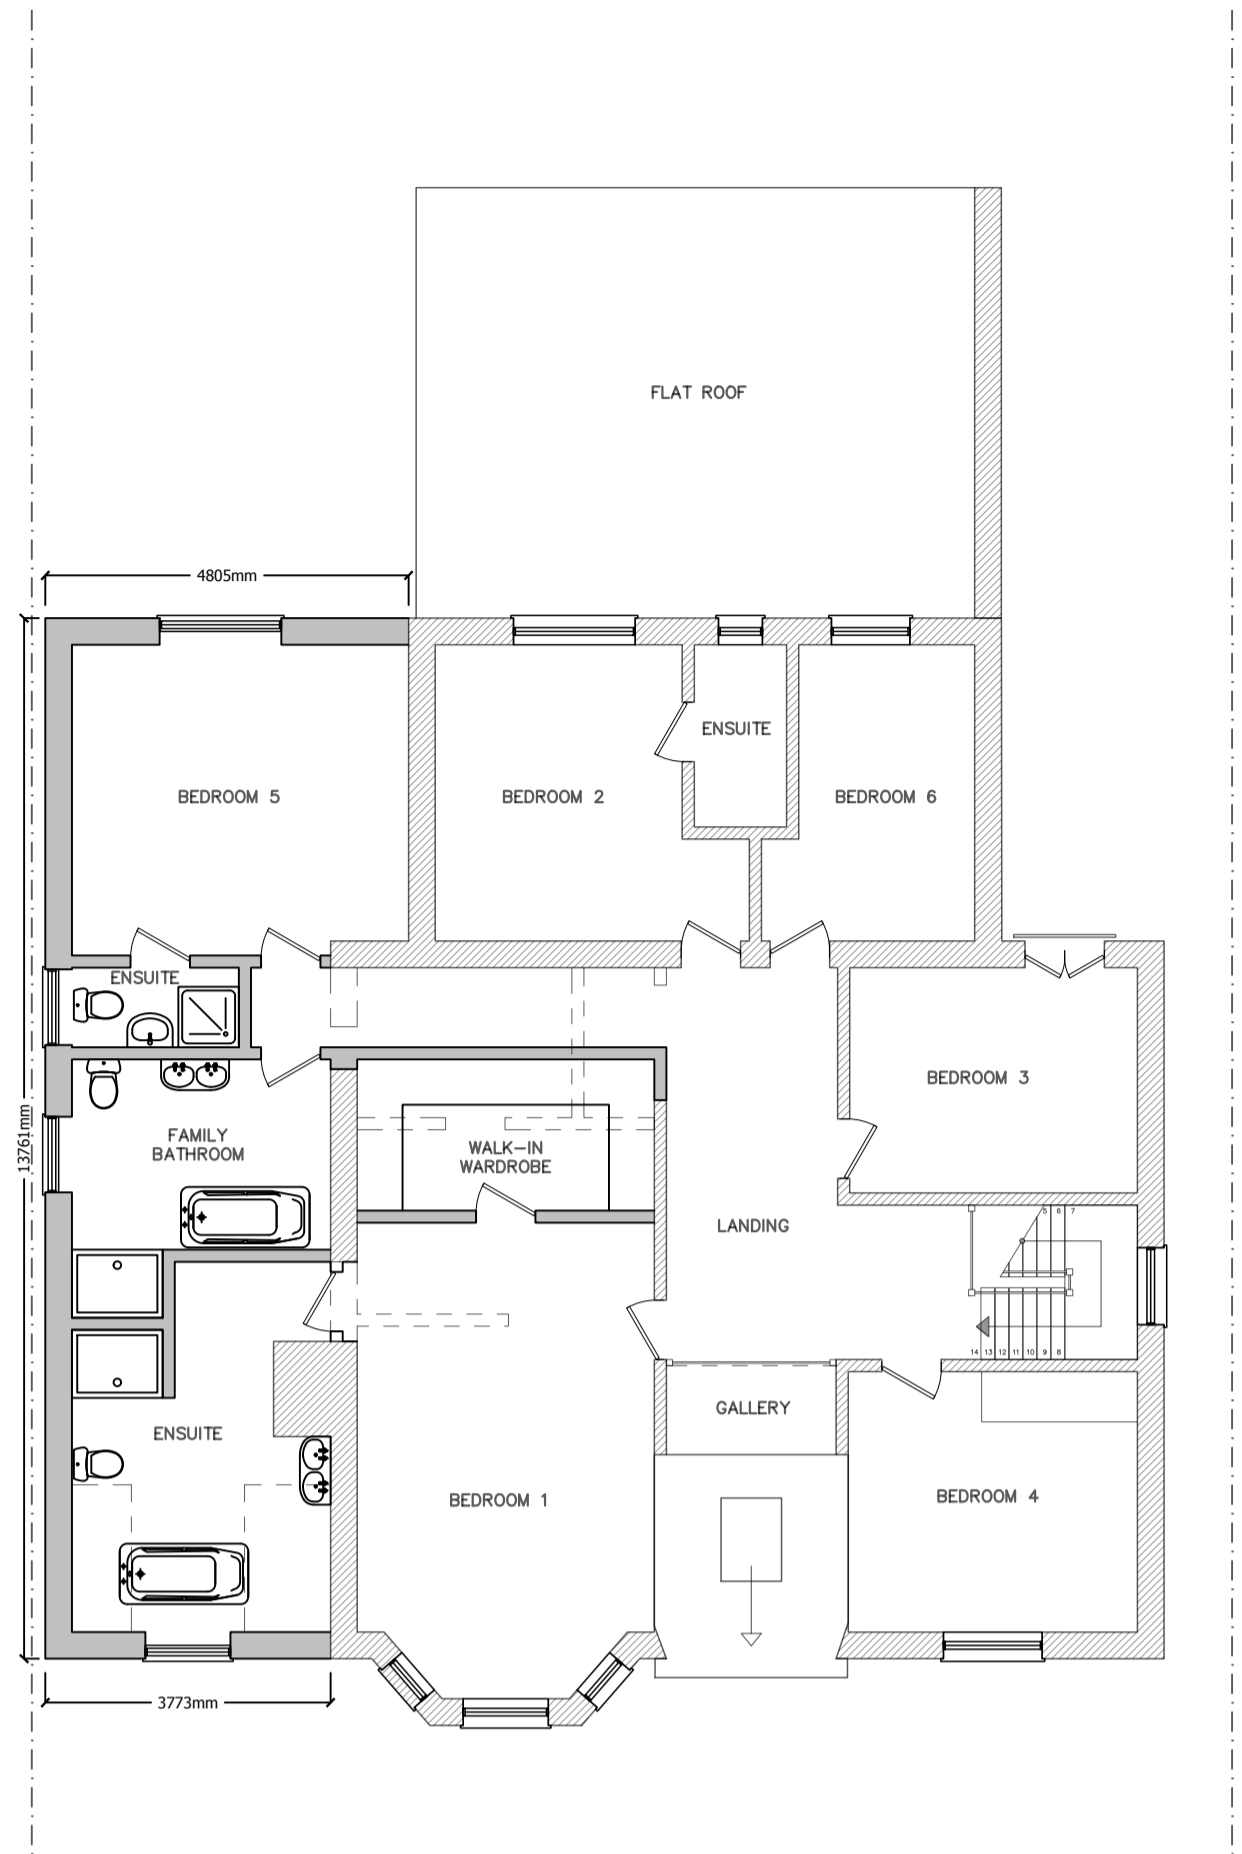 FLAT ROOF
4805mm
ENSUITE
BEDROOM 5
BEDROOM 2
BEDROOM 6
ENSUITE
BEDROOM 3
13761mm
FAMILY
BATHROOM
WALK-IN
WARDROBE
5 6 7
LANDING
14 13 12 11 10 9 8
GALLERY
ENSUITE
BEDROOM 1
BEDROOM 4
3773mm